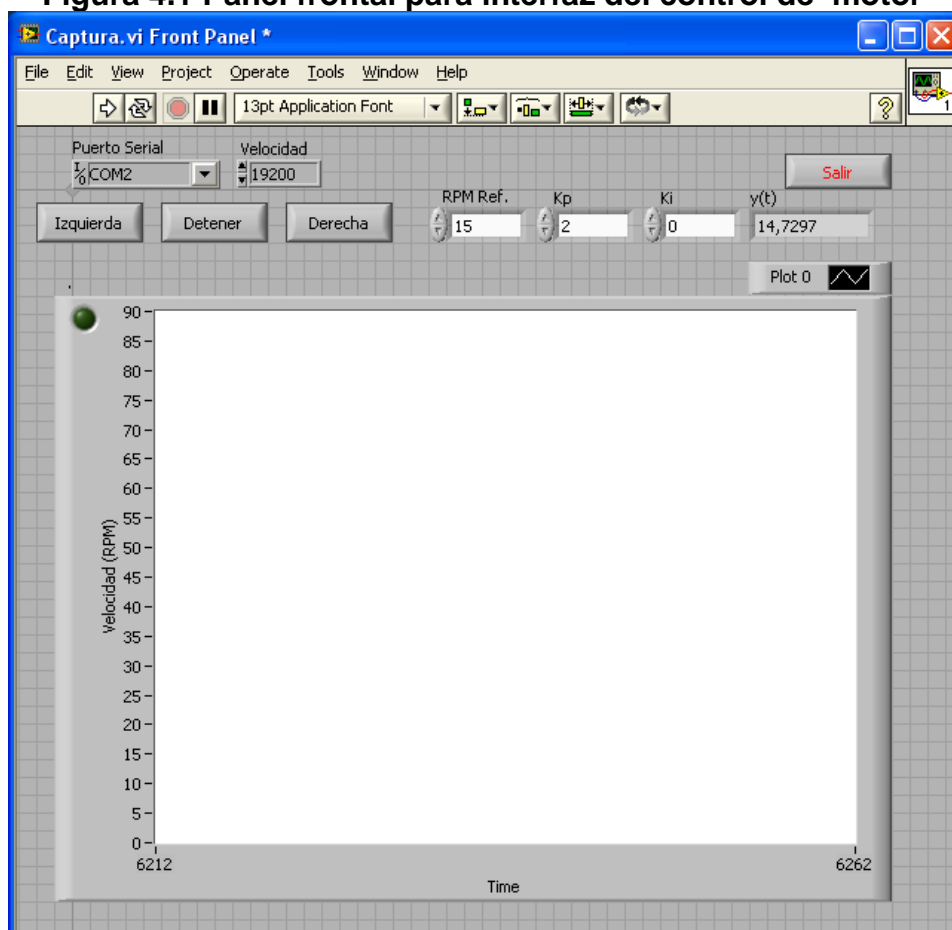 Figura 4.1 Panel frontal para interfaz del control de motor
Captura.vi Front Panel *
File Edit View Project Operate Tools Window Help
13pt Application Font
1
Puerto Serial Velocidad
COM2 19200 Salir
RPM Ref. Kp Ki y(t)
Izquierda Detener Derecha 15 2 0 14,7297
Plot 0
90
85
80
75
70
65
60
55
50
45
40
35
30
25
20
15
10
5
0
Velocidad (RPM)
6212 6262
Time